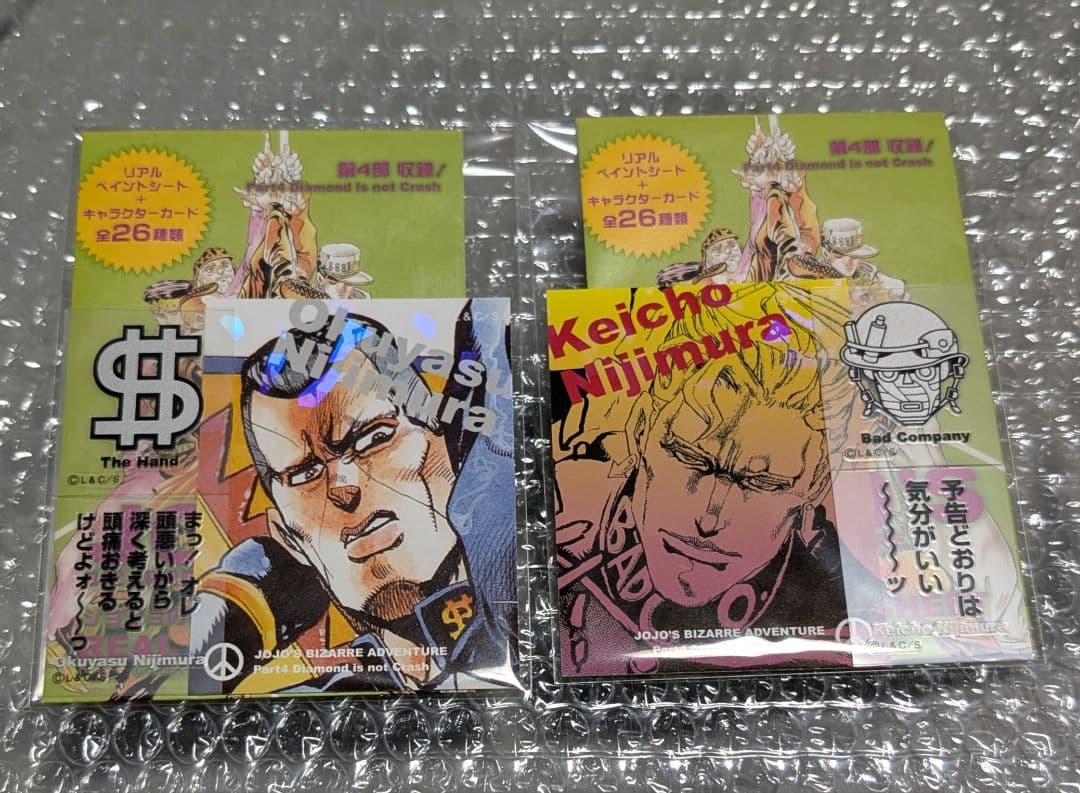 リアル
ペイントシート
+
キャラクターカード
全26種類
第4部 収録!
Part4 Diamond is not Crash
L&C/S
Okuyasu
Nijimura
The Hand
©L&C/S
まっ!オレ
頭悪いから
深く考えると
頭痛おきる
けどよォ〜っ
REAL
Okuyasu Nijimura
©L&C/S
JOJO'S BIZARRE ADVENTURE
Part4 Diamond is not Crash
リアル
ペイントシート
+
キャラクターカード
全26種類
第4部 収録!
Part4 Diamond is not Crash
Keicho
Nijimura
BAD
Bad Company
©L&C/S
予告どおりは
気分がいい
〜〜〜〜ッ
SHEET
JOJO'S BIZARRE ADVENTURE
Keicho Nijimura
©L&C/S